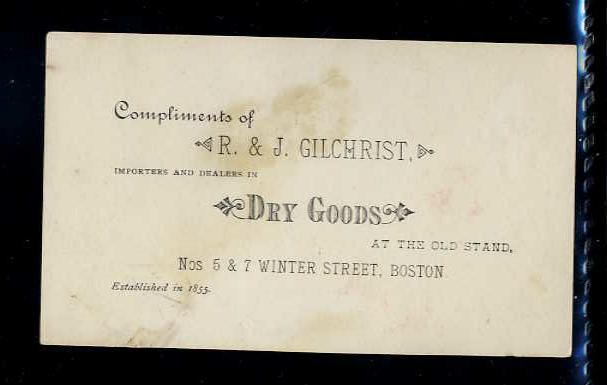 Compliments of
R. & J. GILCHRIST,
IMPORTERS AND DEALERS IN
DRY GOODS
AT THE OLD STAND,
Nos 5 & 7 WINTER STREET, BOSTON
Established in 1855.